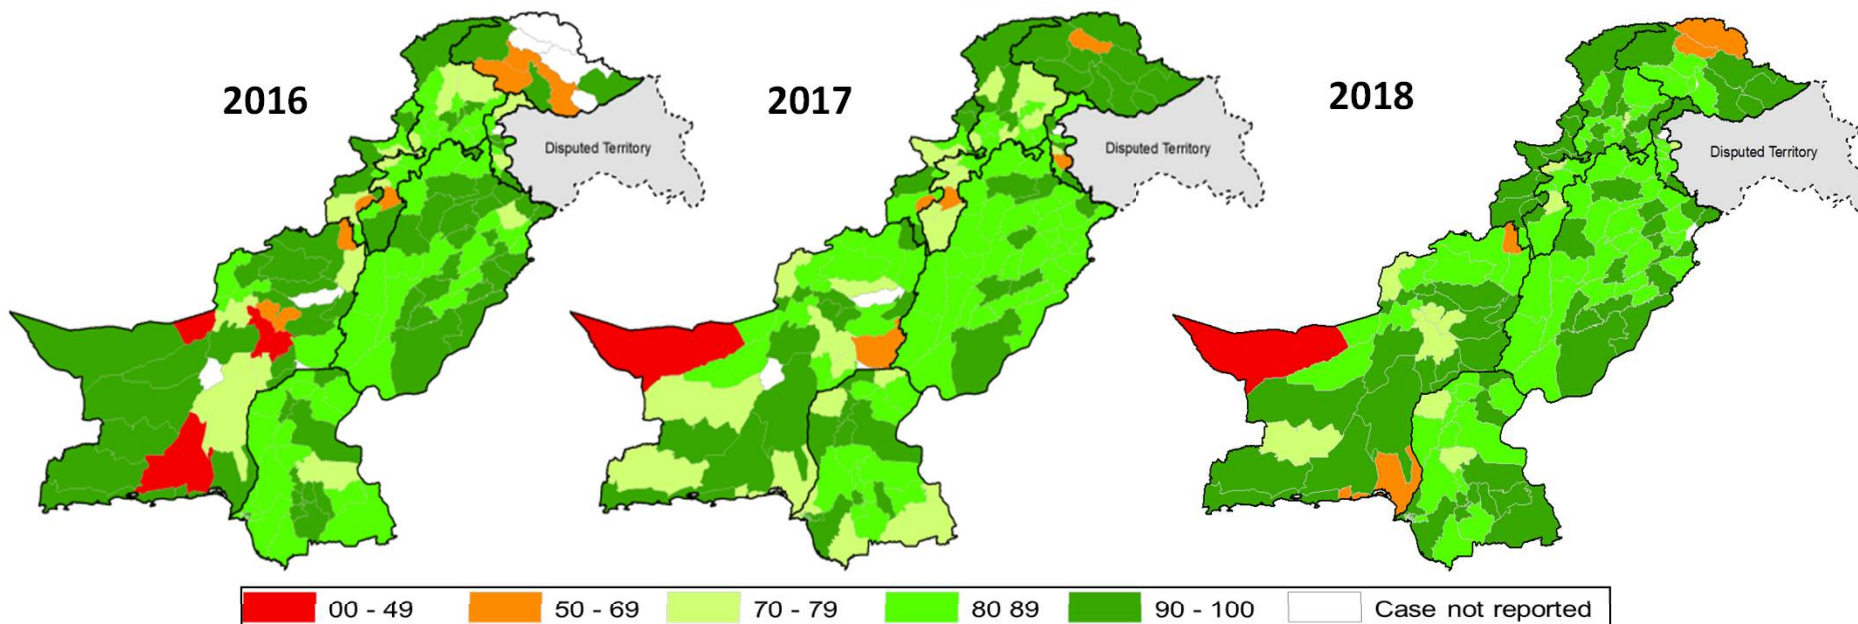 2016
2017
2018
Disputed Territory
Disputed Territory
Disputed Territory
00 - 49
50 - 69
70 - 79
80 89
90 - 100
Case not reported